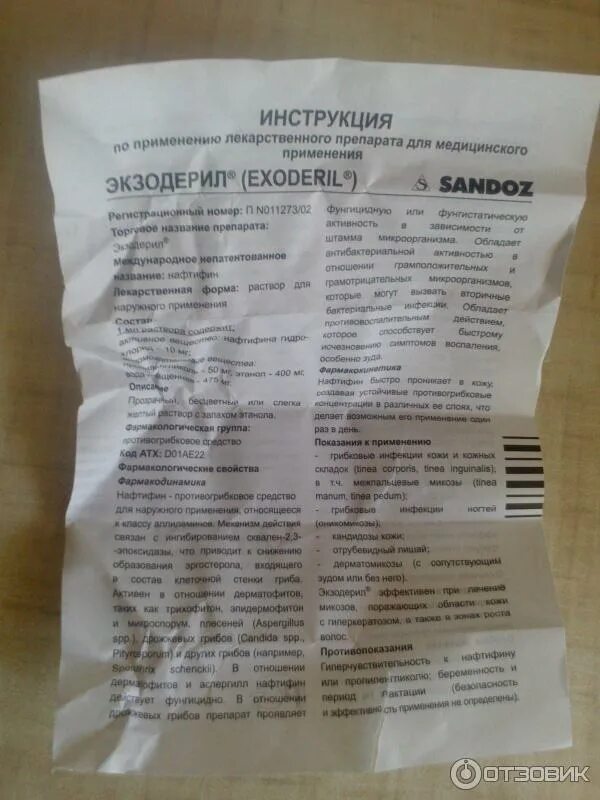 ИНСТРУКЦИЯ
по применению лекарственного препарата для медицинского
применения
ЭКЗОДЕРИЛ® (EXODERIL®)
SANDOZ
Регистрационный номер: П N011273/02
Торговое название препарата:
Экзодерил®
Международное непатентованное
название: нафтифин
Лекарственная форма: раствор для
наружного применения
Состав
1 мл раствора содержит:
активное вещество: нафтифина гидро-
хлорид – 10 мг;
вещества:
- 50 мг, этанол - 400 мг,
вода - 475 мг.
Описание
Прозрачный, бесцветный или слегка
желтый раствор с запахом этанола.
Фармакологическая группа:
противогрибковое средство
Код АТХ: D01AE22
Фармакологические свойства
Фармакодинамика
Нафтифин - противогрибковое средство
для наружного применения, относящееся
к классу аллиламинов. Механизм действия
связан с ингибированием сквален-2,3-
-эпоксидазы, что приводит к снижению
образования эргостерола, входящего
в состав клеточной стенки гриба.
Активен в отношении дерматофитов,
таких как трихофитон, эпидермофитон
и микроспорум, плесеней (Aspergillus
spp.), дрожжевых грибов (Candida spp.,
Pityrosporum) и других грибов (например,
Sporothrix schenckii). В отношении
дерматофитов и аспергилл нафтифин
действует фунгицидно. В отношении
дрожжевых грибов препарат проявляет
фунгицидную или фунгистатическую
активность в зависимости от
штамма микроорганизма. Обладает
антибактериальной активностью в
отношении грамположительных и
грамотрицательных микроорганизмов,
которые могут вызвать вторичные
бактериальные инфекции. Обладает
противовоспалительным действием,
которое способствует быстрому
исчезновению симптомов воспаления,
особенно зуда.
Фармакокинетика
Нафтифин быстро проникает в кожу,
создавая устойчивые противогрибковые
концентрации в различных ее слоях, что
делает возможным его применение один
раз в день.
Показания к применению
- грибковые инфекции кожи и кожных
складок (tinea corporis, tinea inguinalis);
в т.ч. межпальцевые микозы (tinea
manum, tinea pedum);
- грибковые инфекции ногтей
(онихомикозы);
- кандидозы кожи;
- отрубевидный лишай;
- дерматомикозы (с сопутствующим
зудом или без него).
Экзодерил® эффективен при лечении
микозов, поражающих области кожи
с гиперкератозом, а также в зонах роста
волос.
Противопоказания
Гиперчувствительность к нафтифину
или пропиленгликолю; беременность и
период лактации (безопасность
и эффективность применения не определены);
ОТЗОВИК